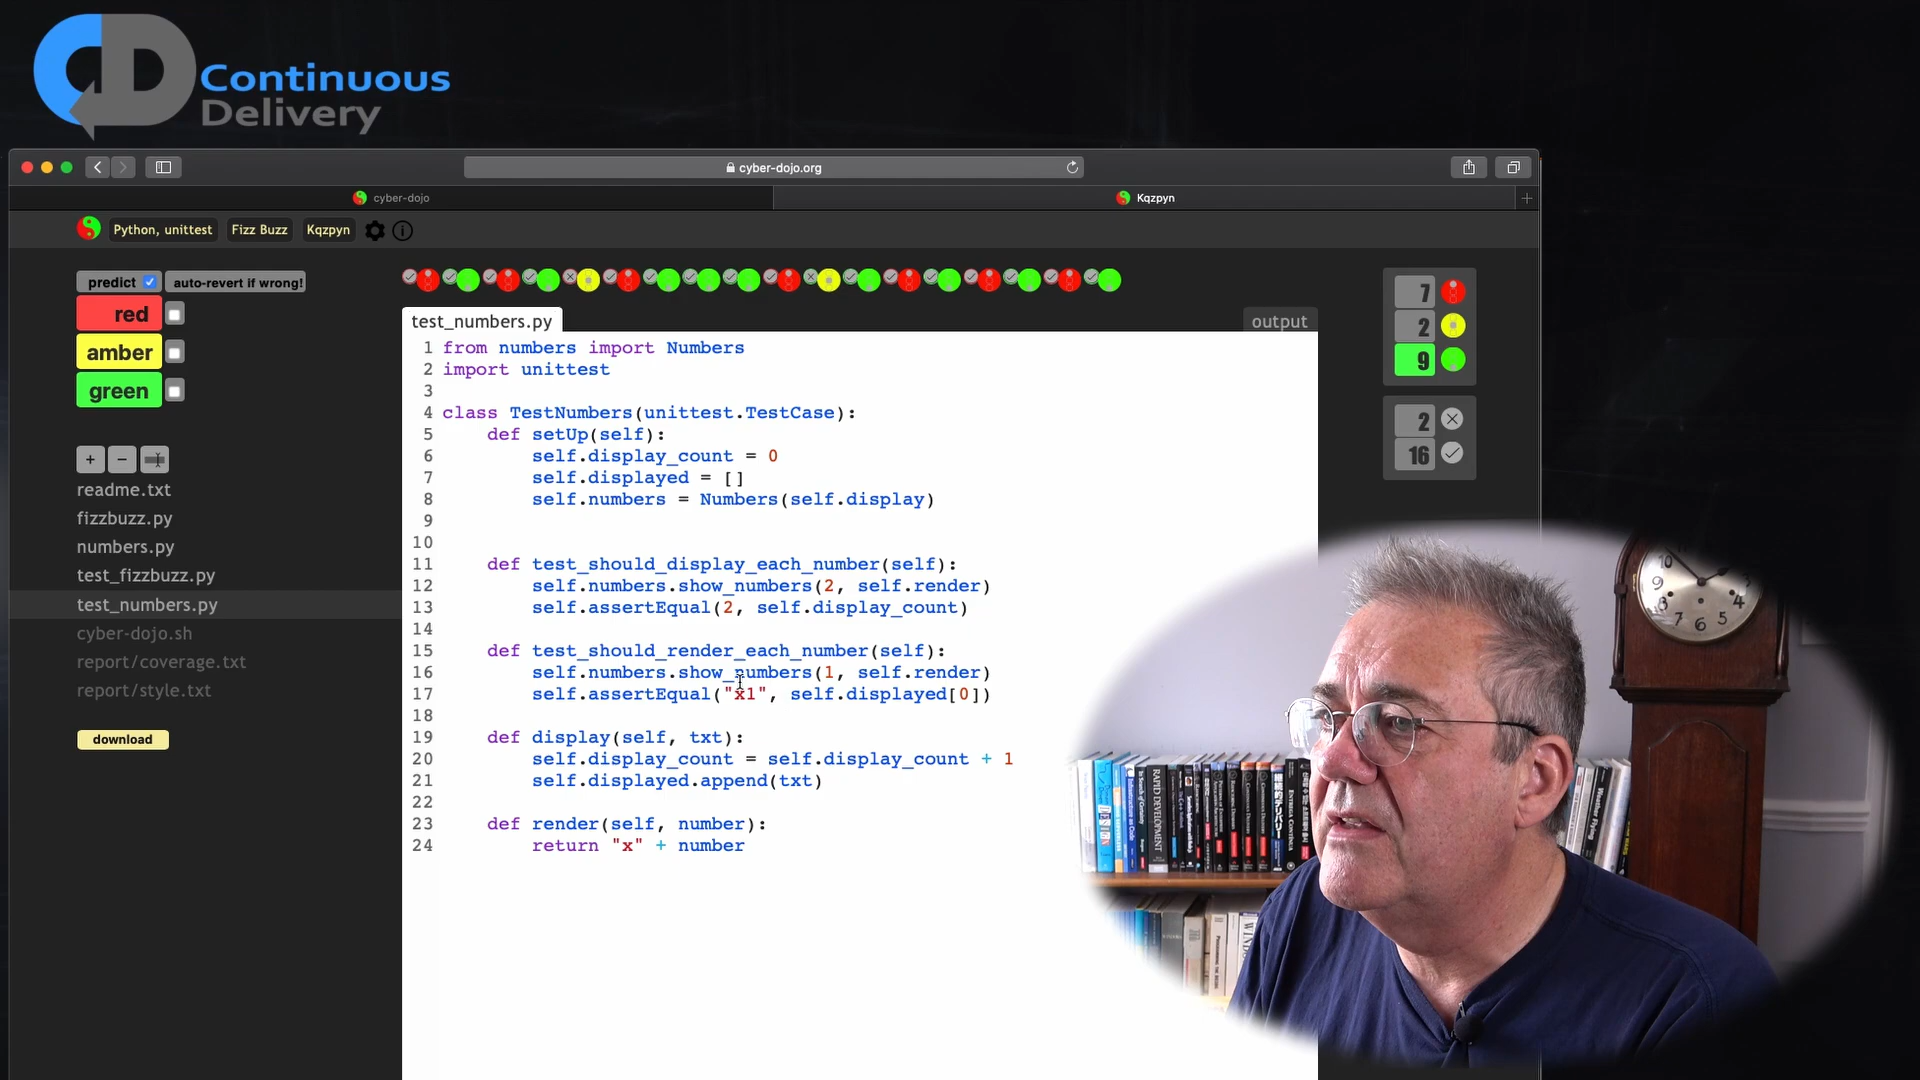 Continuous
Delivery
cyber-dojo.org
cyber-dojo
Kqzpyn
Python, unittest
Fizz Buzz
Kqzpyn
predict
auto-revert if wrong!
red
amber
green
7
2
9
2
16
+
-
readme.txt
fizzbuzz.py
numbers.py
test_fizzbuzz.py
test_numbers.py
cyber-dojo.sh
report/coverage.txt
report/style.txt
download
test_numbers.py
output
1 from numbers import Numbers
2 import unittest
3
4 class TestNumbers(unittest.TestCase):
5 def setUp(self):
6 self.display_count = 0
7 self.displayed = []
8 self.numbers = Numbers(self.display)
9
10
11 def test_should_display_each_number(self):
12 self.numbers.show_numbers(2, self.render)
13 self.assertEqual(2, self.display_count)
14
15 def test_should_render_each_number(self):
16 self.numbers.show_numbers(1, self.render)
17 self.assertEqual("x1", self.displayed[0])
18
19 def display(self, txt):
20 self.display_count = self.display_count + 1
21 self.displayed.append(txt)
22
23 def render(self, number):
24 return "x" + number
RAPID DEVELOPMENT